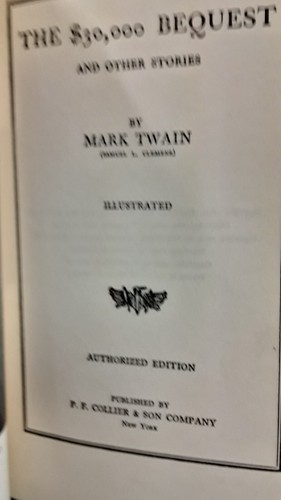 THE $30,000 BEQUEST
AND OTHER STORIES
BY
MARK TWAIN
(SAMUEL L. CLEMENS)
ILLUSTRATED
AUTHORIZED EDITION
PUBLISHED BY
P. F. COLLIER & SON COMPANY
NEW YORK